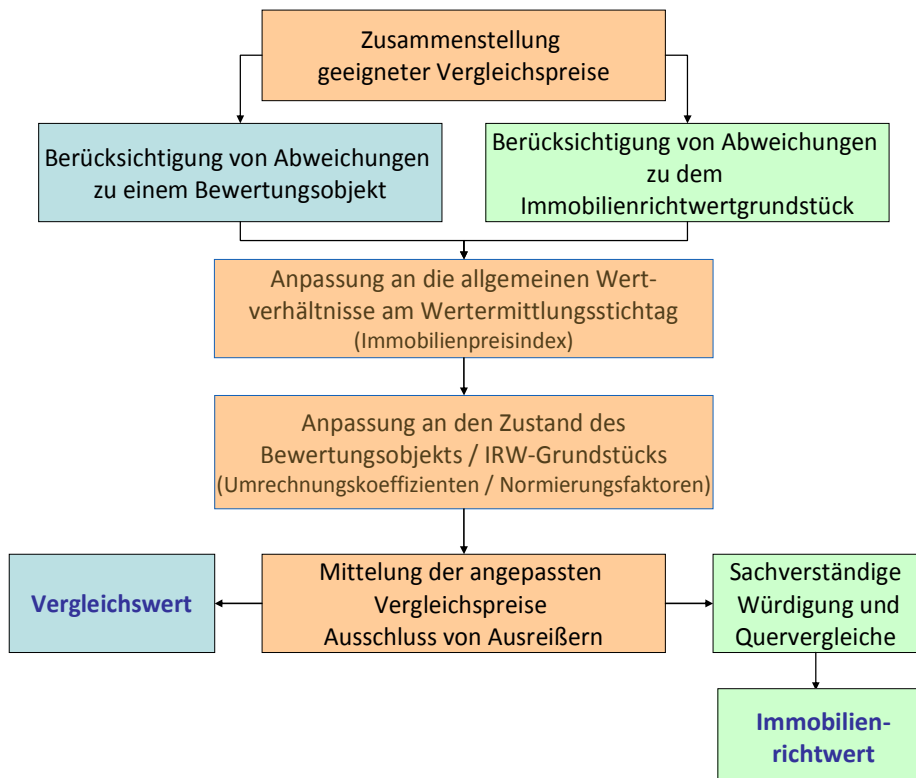 Zusammenstellung
geeigneter Vergleichspreise
Berücksichtigung von Abweichungen
zu einem Bewertungsobjekt
Berücksichtigung von Abweichungen
zu dem
Immobilienrichtwertgrundstück
Anpassung an die allgemeinen Wert-
verhältnisse am Wertermittlungsstichtag
(Immobilienpreisindex)
Anpassung an den Zustand des
Bewertungsobjekts / IRW-Grundstücks
(Umrechnungskoeffizienten / Normierungsfaktoren)
Vergleichswert
Mittelung der angepassten
Vergleichspreise
Ausschluss von Ausreißern
Sachverständige
Würdigung und
Quervergleiche
Immobilien-
richtwert